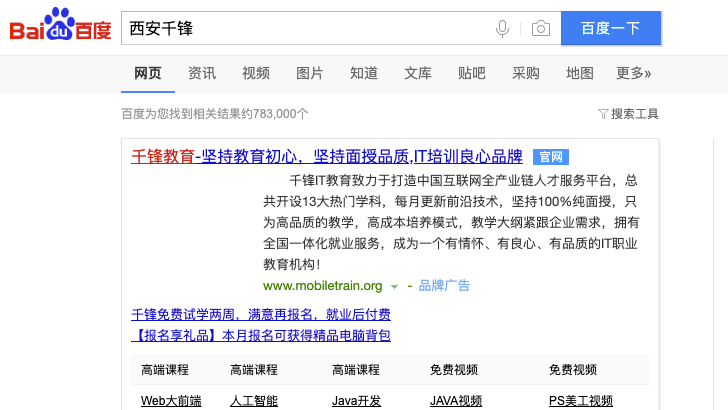 Bai du 百度 西安千锋 百度一下
网页 资讯 视频 图片 知道 文库 贴吧 采购 地图 更多»
百度为您找到相关结果约783,000个 搜索工具
千锋教育-坚持教育初心，坚持面授品质,IT培训良心品牌 官网
千锋IT教育致力于打造中国互联网全产业链人才服务平台，总
共开设13大热门学科，每月更新前沿技术，坚持100%纯面授，只
为高品质的教学，高成本培养模式，教学大纲紧跟企业需求，拥有
全国一体化就业服务，成为一个有情怀、有良心、有品质的IT职业
教育机构！
www.mobiletrain.org - 品牌广告
千锋免费试学两周，满意再报名，就业后付费
【报名享礼品】本月报名可获得精品电脑背包
高端课程 高端课程 高端课程 免费视频 免费视频
Web大前端 人工智能 Java开发 JAVA视频 PS美工视频